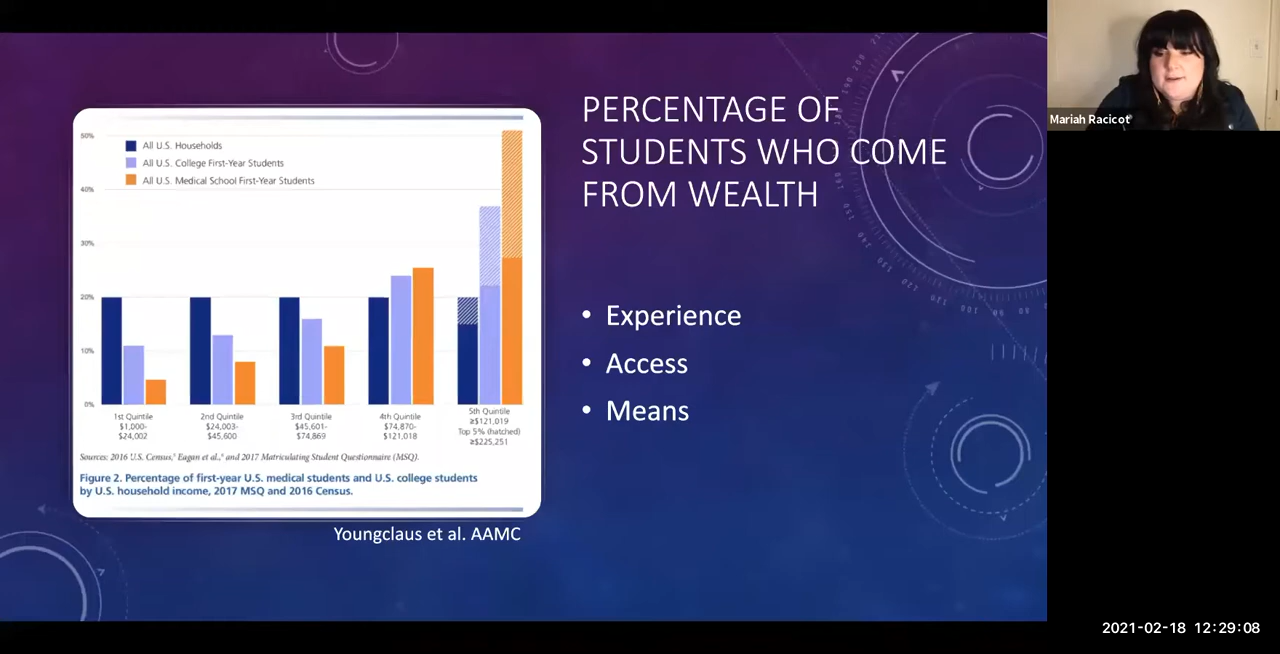 Mariah Racicot
PERCENTAGE OF
STUDENTS WHO COME
FROM WEALTH
50%
40%
30%
20%
10%
0%
All U.S. Households
All U.S. College First-Year Students
All U.S. Medical School First-Year Students
1st Quintile
$1,000-
$24,002
2nd Quintile
$24,003-
$45,600
3rd Quintile
$45,601-
$74,869
4th Quintile
$74,870-
$121,018
5th Quintile
≥$121,019
Top 5% (hatched)
≥$225,251
Sources: 2016 U.S. Census, Eagan et al., and 2017 Matriculating Student Questionnaire (MSQ).
Figure 2. Percentage of first-year U.S. medical students and U.S. college students
by U.S. household income, 2017 MSQ and 2016 Census.
Youngclaus et al. AAMC
• Experience
• Access
• Means
2021-02-18 12:29:08